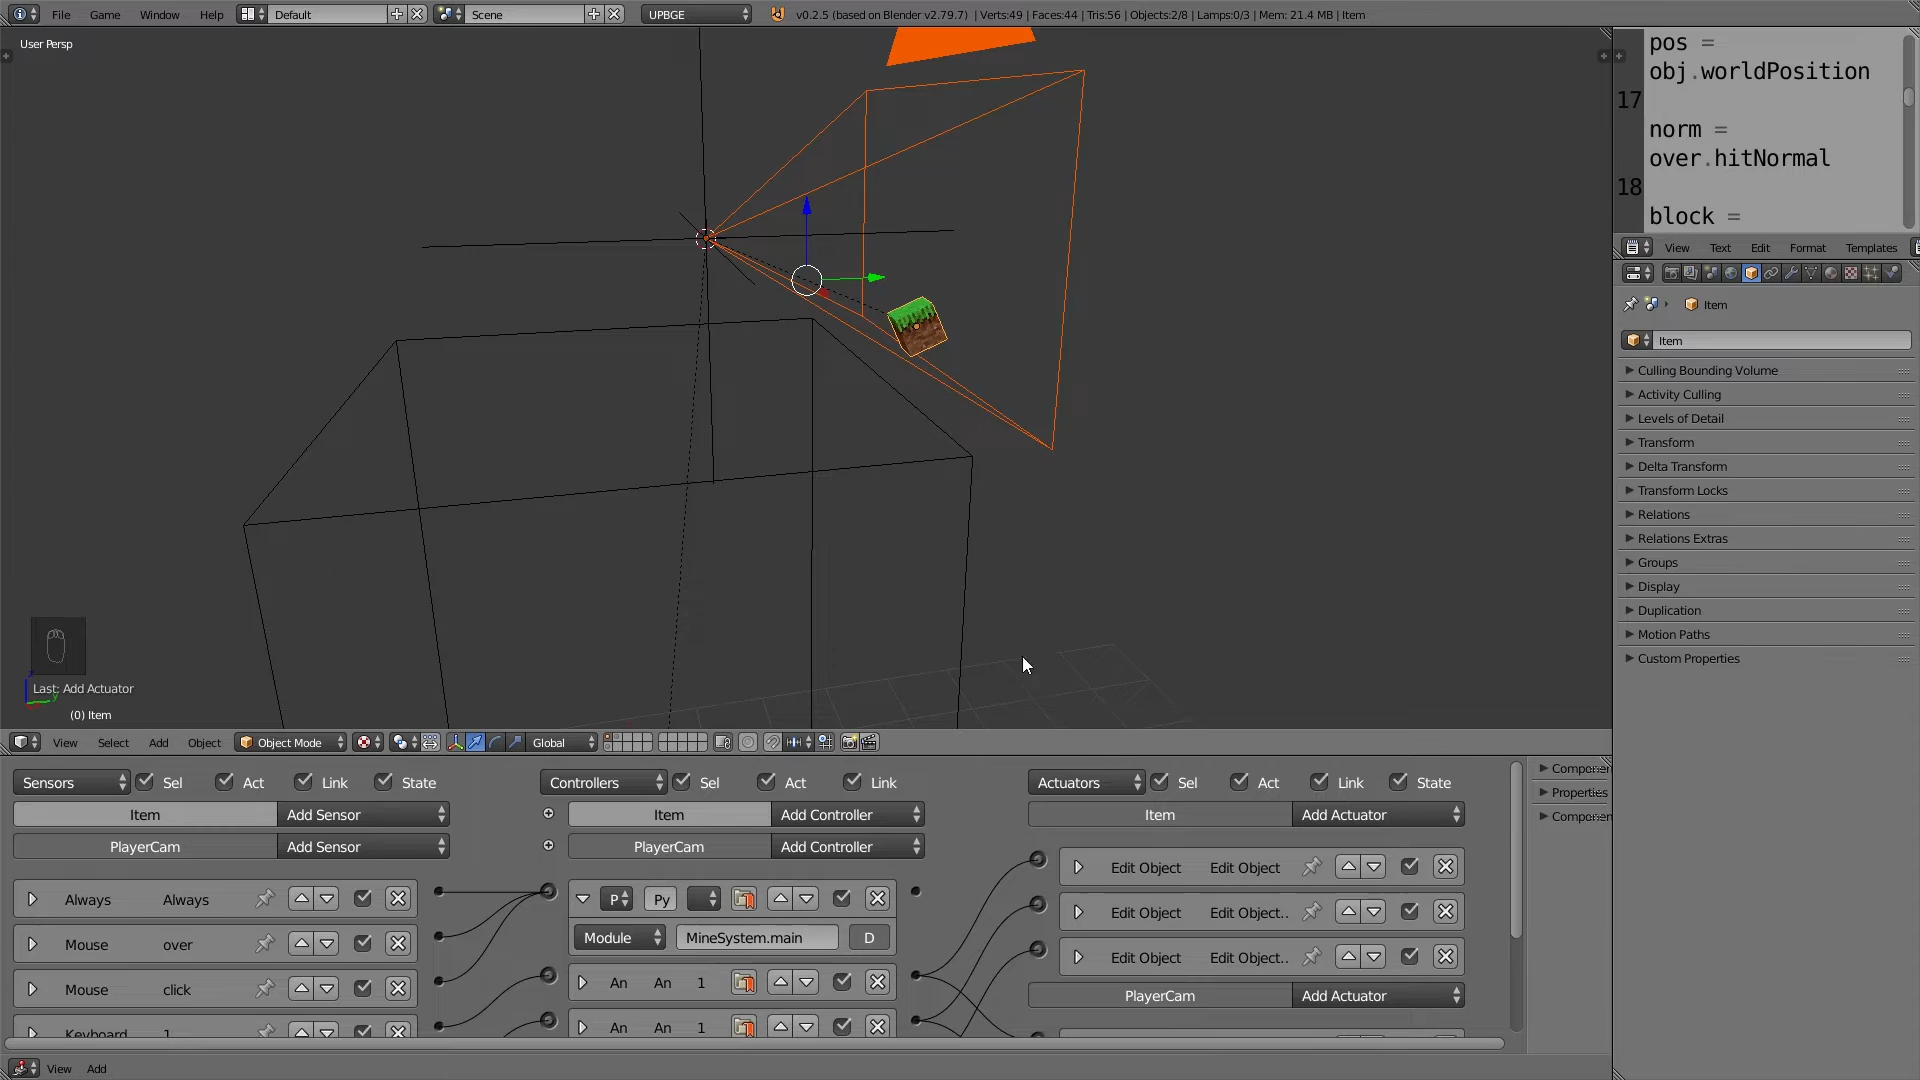 File Game Window Help Default Scene UPBGE v0.2.5 (based on Blender v2.79.7) | Verts:49 | Faces:44 | Tris:56 | Objects:2/8 | Lamps:0/3 | Mem: 21.4 MB | Item
User Persp
pos =
obj.worldPosition
17
norm =
over.hitNormal
18
block =
View Text Edit Format Templates
Item
Item
Culling Bounding Volume
Activity Culling
Levels of Detail
Transform
Delta Transform
Transform Locks
Relations
Relations Extras
Groups
Display
Duplication
Motion Paths
Custom Properties
Last: Add Actuator
y
(0) Item
View Select Add Object Object Mode Global
Sensors Sel Act Link State Controllers Sel Act Link Actuators Sel Act Link State
Item Add Sensor Item Add Controller Item Add Actuator
PlayerCam Add Sensor PlayerCam Add Controller
Always Always P Py Edit Object Edit Object
Mouse over Module MineSystem.main D Edit Object Edit Object..
Mouse click An An 1 Edit Object Edit Object..
PlayerCam Add Actuator
Keyboard 1 An An 1
Componen
Properties
Componen
View Add